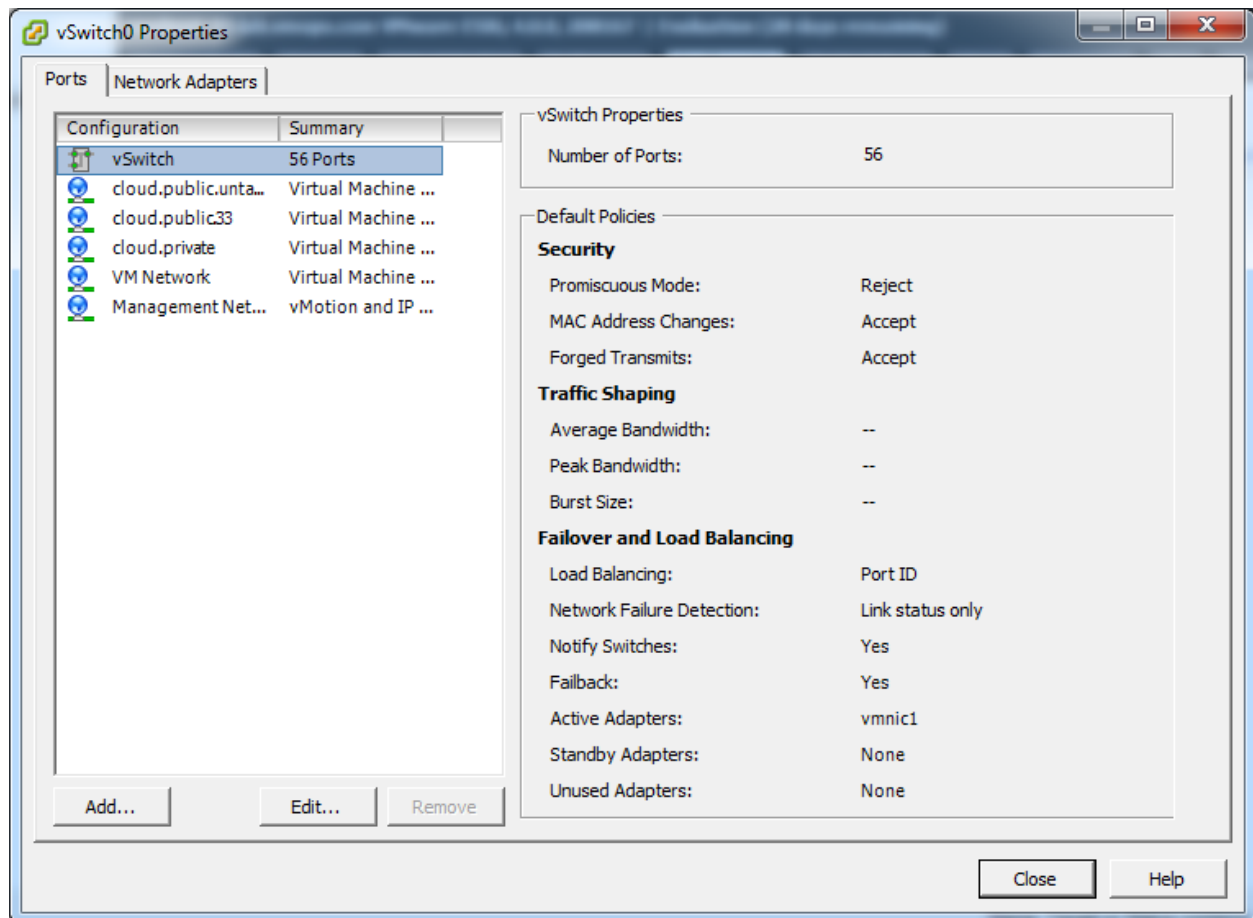 vSwitch0 Properties
Ports
Network Adapters
Configuration Summary
vSwitch 56 Ports
cloud.public.unta... Virtual Machine ...
cloud.public.33 Virtual Machine ...
cloud.private Virtual Machine ...
VM Network Virtual Machine ...
Management Net... vMotion and IP ...
Add... Edit... Remove
vSwitch Properties
Number of Ports: 56
Default Policies
Security
Promiscuous Mode: Reject
MAC Address Changes: Accept
Forged Transmits: Accept
Traffic Shaping
Average Bandwidth: --
Peak Bandwidth: --
Burst Size: --
Failover and Load Balancing
Load Balancing: Port ID
Network Failure Detection: Link status only
Notify Switches: Yes
Failback: Yes
Active Adapters: vmnic1
Standby Adapters: None
Unused Adapters: None
Close Help